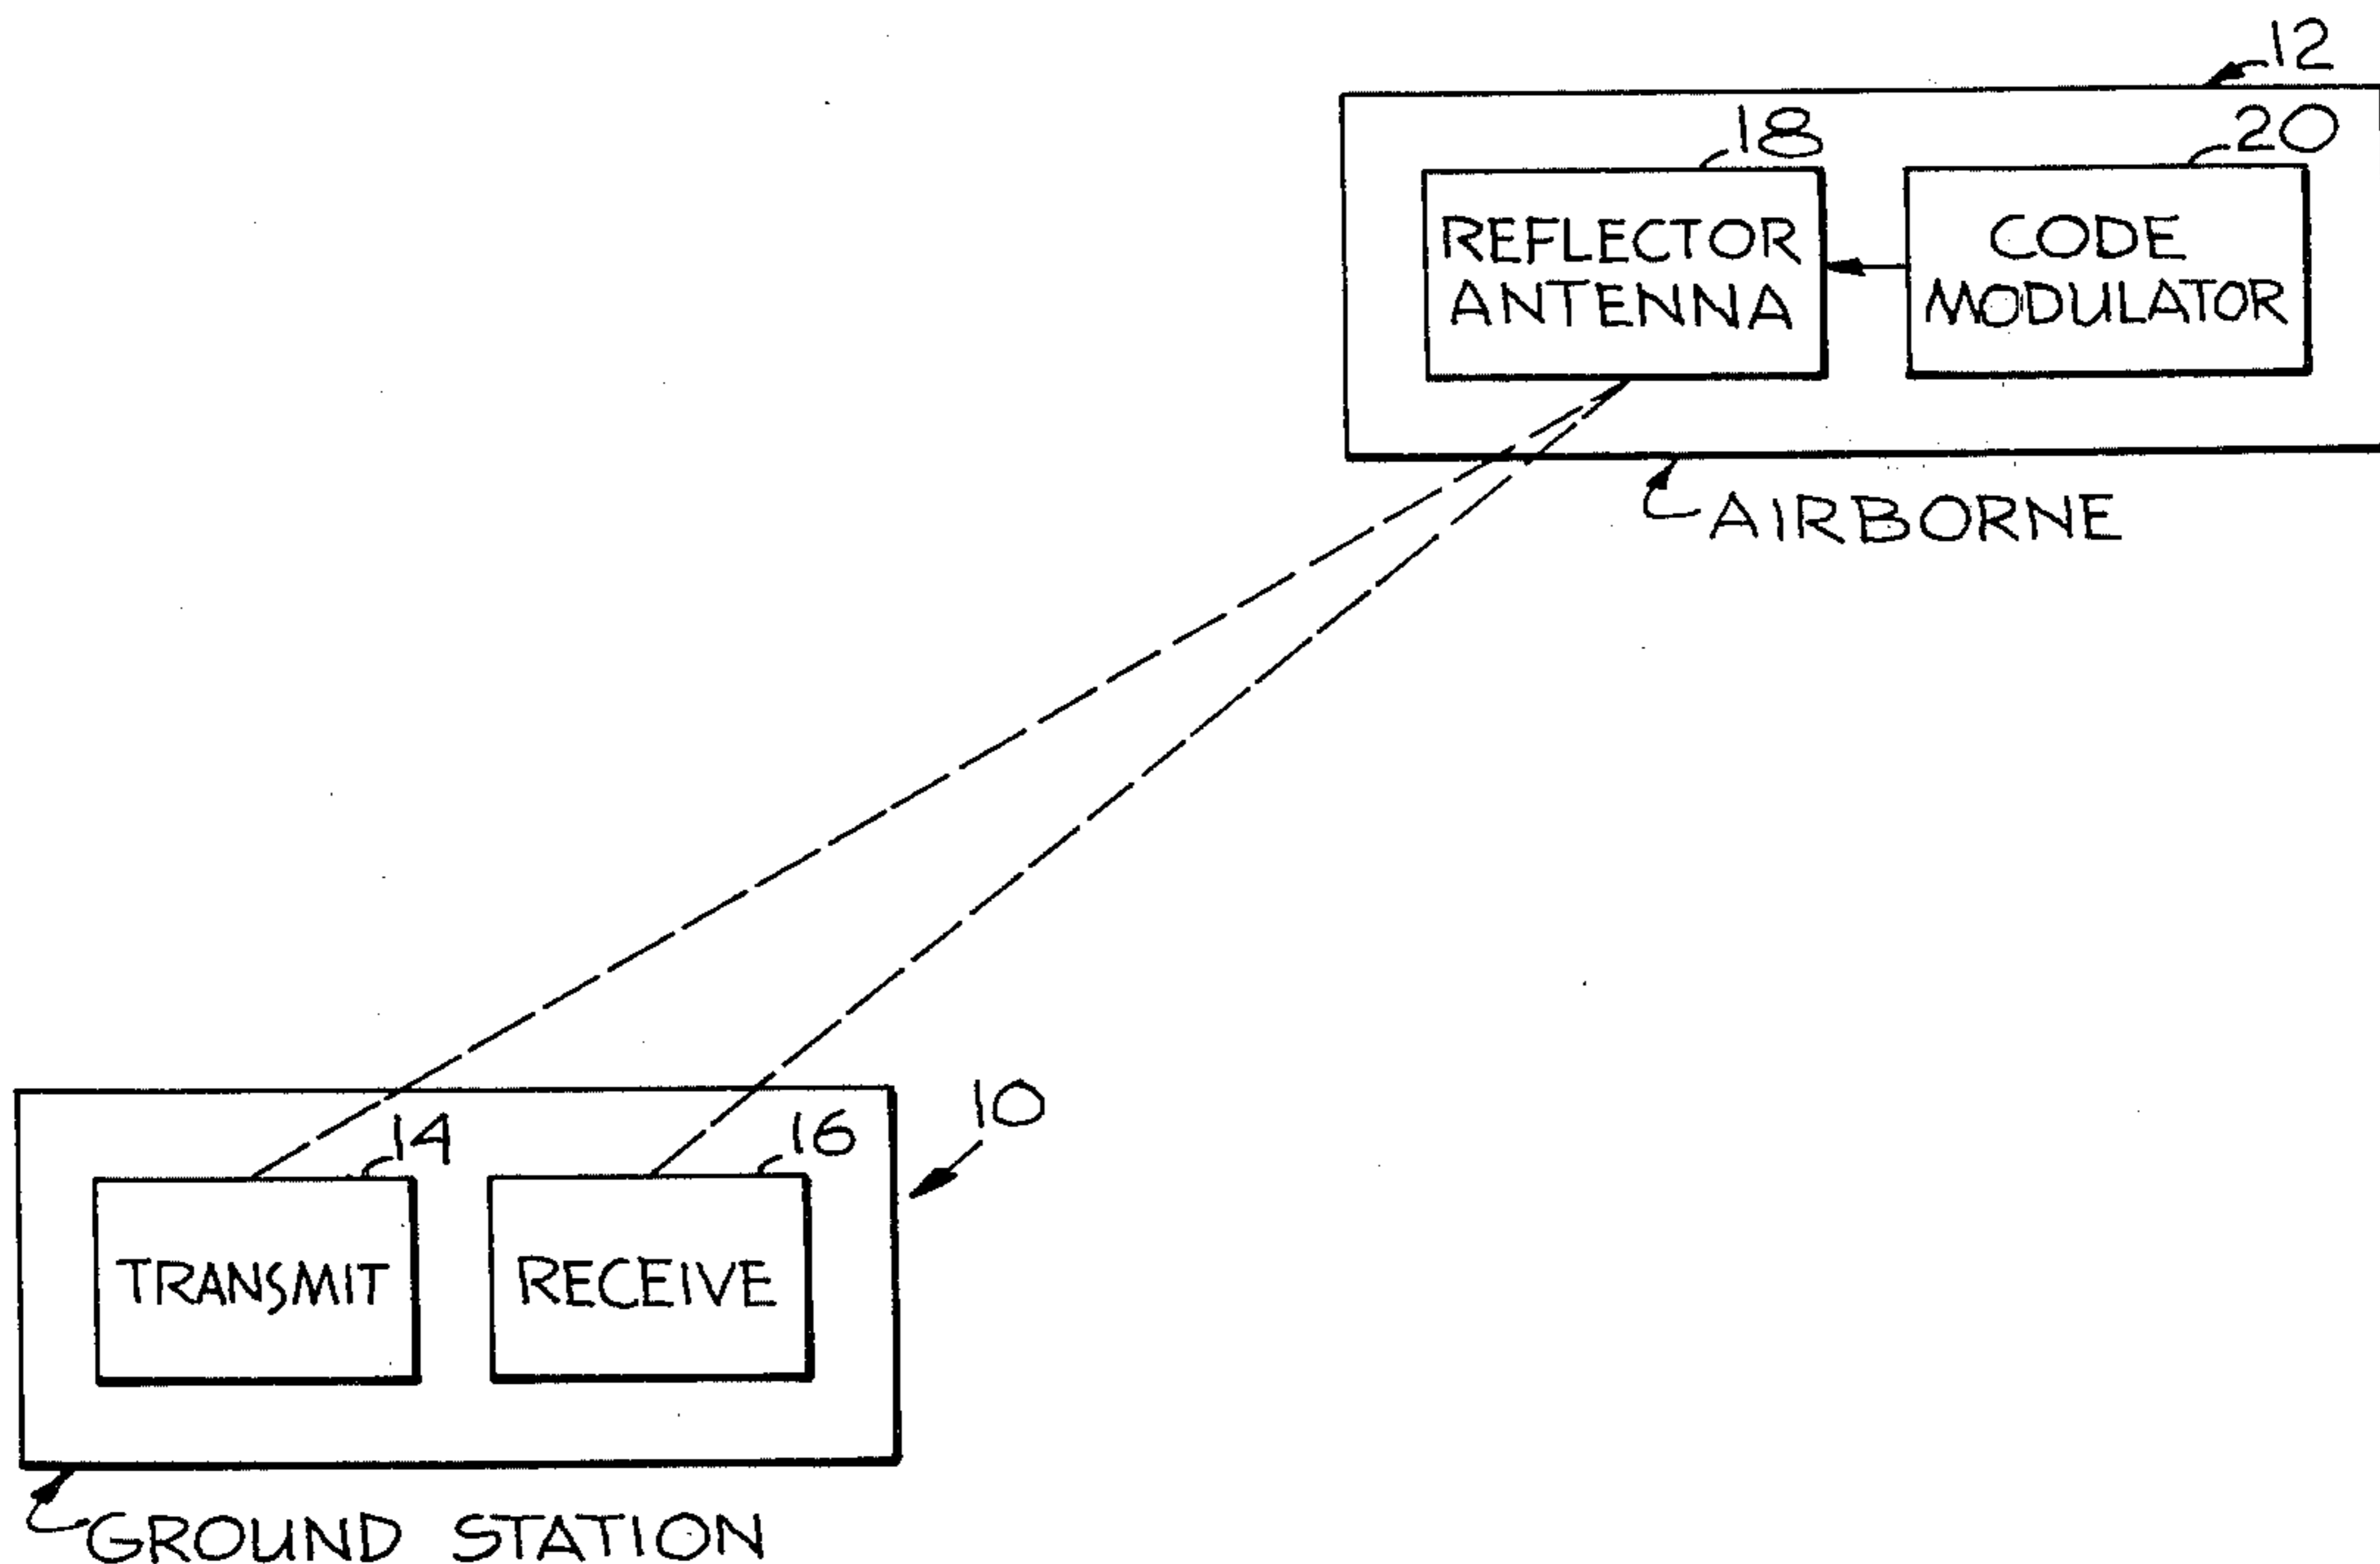 12
18
20
REFLECTOR
ANTENNA
CODE
MODULATOR
AIRBORNE
10
14
16
TRANSMIT
RECEIVE
GROUND STATION